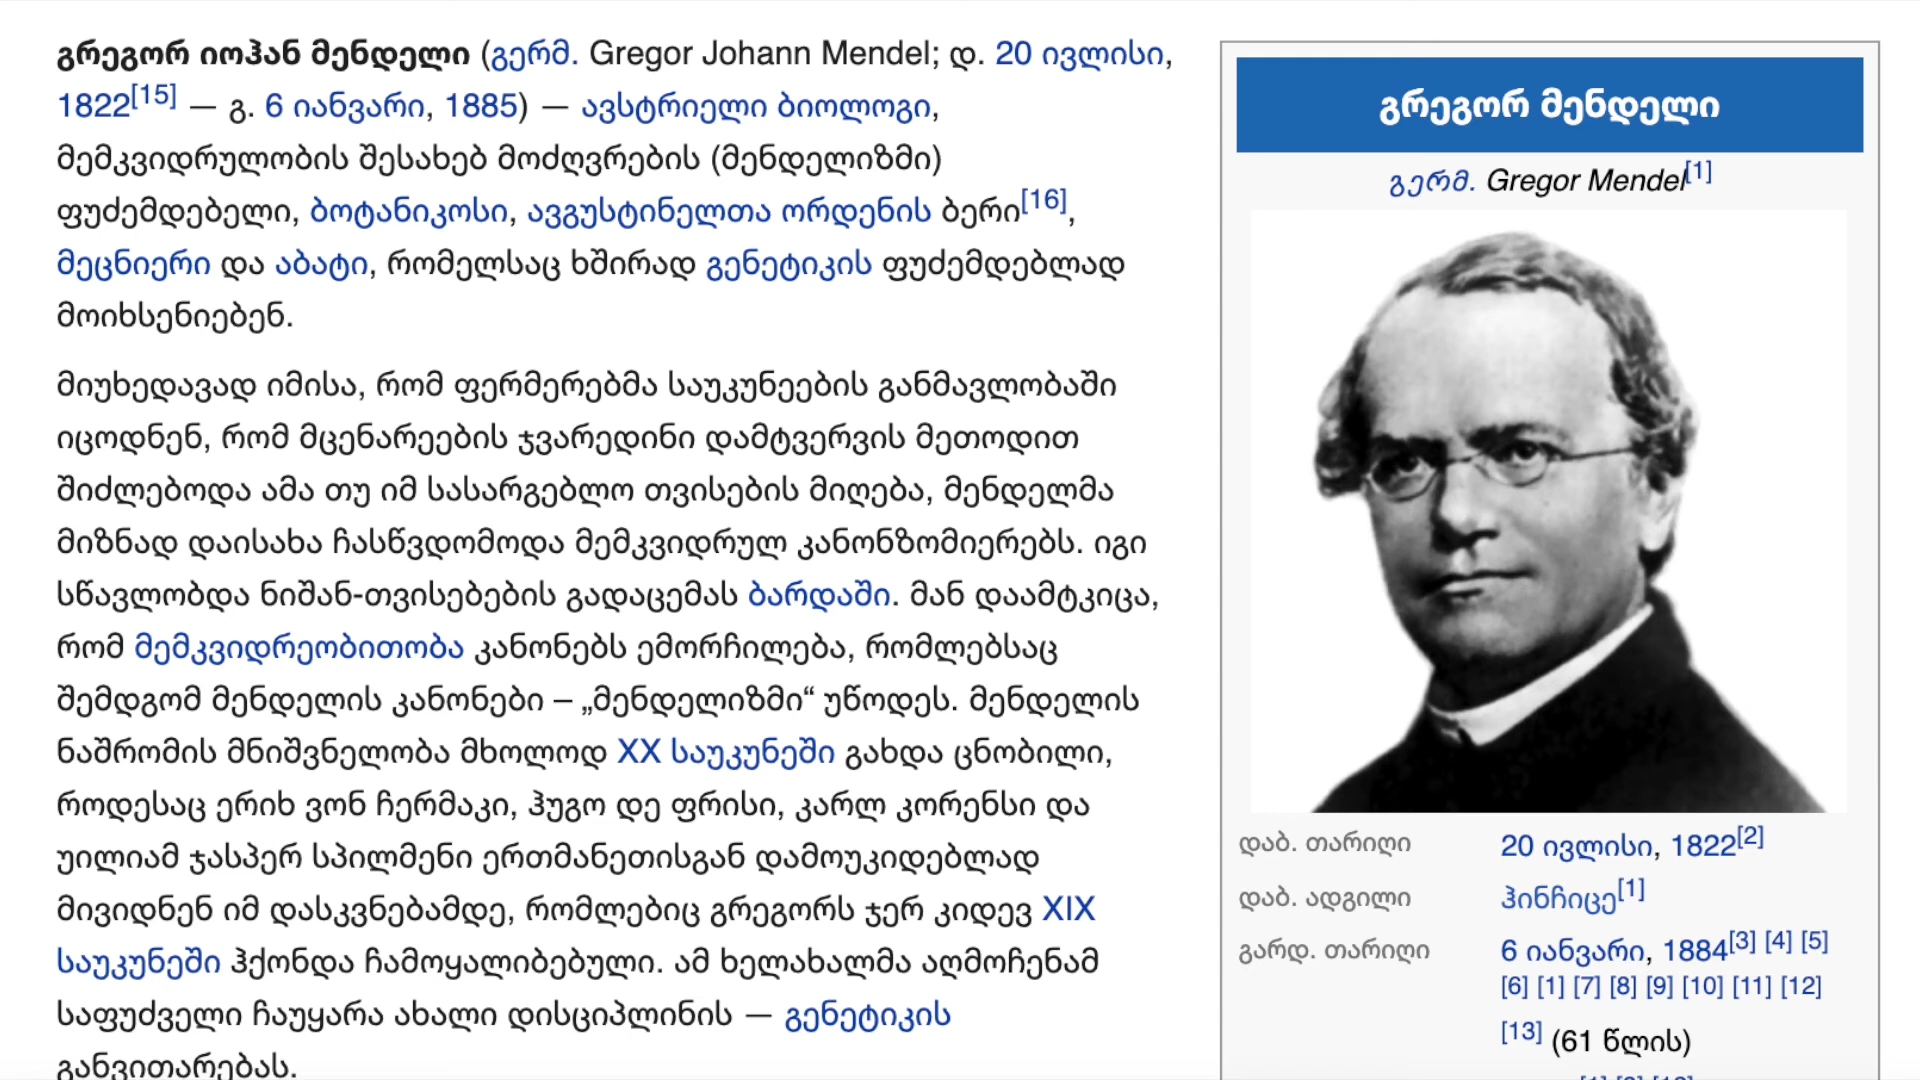 გრეგორ იოჰან მენდელი (გერმ. Gregor Johann Mendel; დ. 20 ივლისი,
1822[15] — გ. 6 იანვარი, 1885) — ავსტრიელი ბიოლოგი,
მემკვიდრულობის შესახებ მოძღვრების (მენდელიზმი)
ფუძემდებელი, ბოტანიკოსი, ავგუსტინელთა ორდენის ბერი[16],
მეცნიერი და აბატი, რომელსაც ხშირად გენეტიკის ფუძემდებლად
მოიხსენიებენ.
მიუხედავად იმისა, რომ ფერმერებმა საუკუნეების განმავლობაში
იცოდნენ, რომ მცენარეების ჯვარედინი დამტვერვის მეთოდით
შიძლებოდა ამა თუ იმ სასარგებლო თვისების მიღება, მენდელმა
მიზნად დაისახა ჩასწვდომოდა მემკვიდრულ კანონზომიერებს. იგი
სწავლობდა ნიშან-თვისებების გადაცემას ბარდაში. მან დაამტკიცა,
რომ მემკვიდრეობითობა კანონებს ემორჩილება, რომლებსაც
შემდგომ მენდელის კანონები – „მენდელიზმი“ უწოდეს. მენდელის
ნაშრომის მნიშვნელობა მხოლოდ XX საუკუნეში გახდა ცნობილი,
როდესაც ერიხ ვონ ჩერმაკი, ჰუგო დე ფრისი, კარლ კორენსი და
უილიამ ჯასპერ სპილმენი ერთმანეთისგან დამოუკიდებლად
მივიდნენ იმ დასკვნებამდე, რომლებიც გრეგორს ჯერ კიდევ XIX
საუკუნეში ჰქონდა ჩამოყალიბებული. ამ ხელახალმა აღმოჩენამ
საფუძველი ჩაუყარა ახალი დისციპლინის — გენეტიკის
განვითარებას.
გრეგორ მენდელი
გერმ. Gregor Mendel[1]
დაბ. თარიღი 20 ივლისი, 1822[2]
დაბ. ადგილი ჰინჩიცე[1]
გარდ. თარიღი 6 იანვარი, 1884[3] [4] [5]
[6] [1] [7] [8] [9] [10] [11] [12]
[13] (61 წლის)